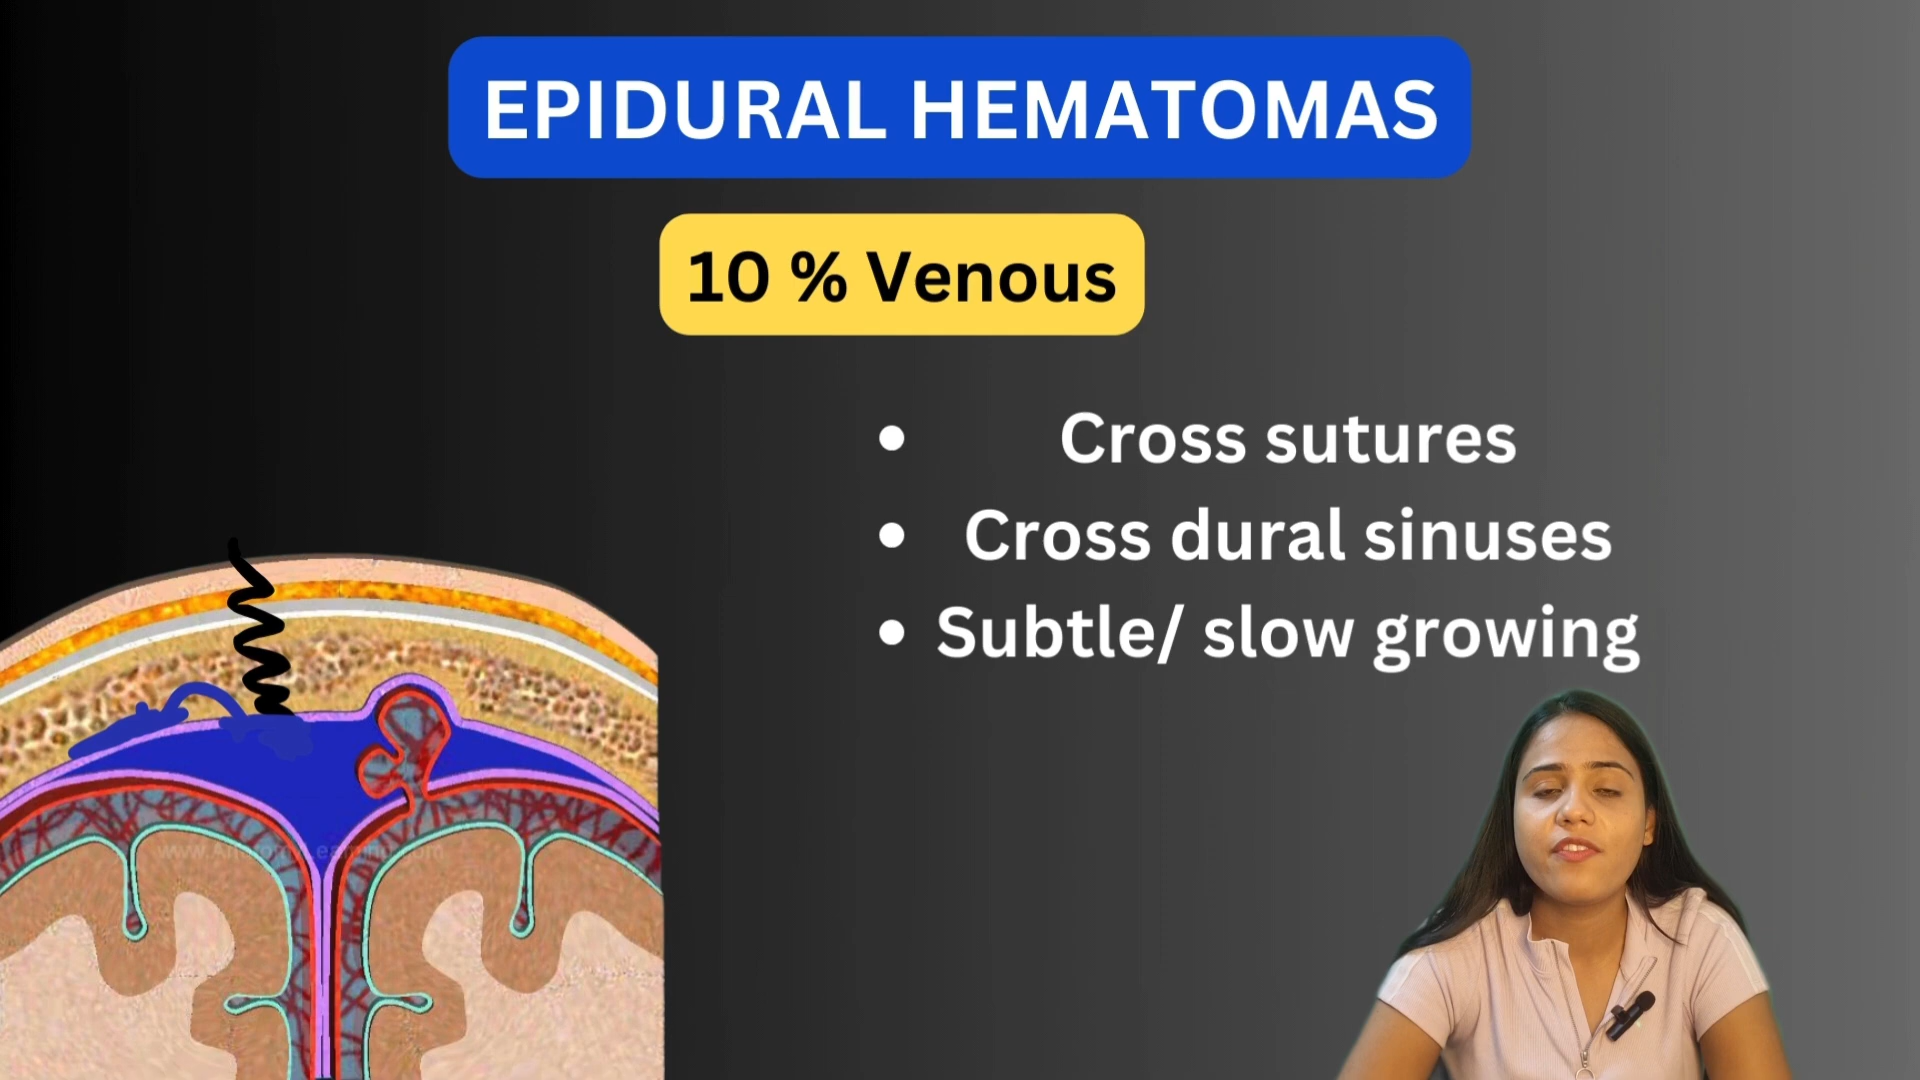 EPIDURAL HEMATOMAS
10 % Venous
• Cross sutures
• Cross dural sinuses
• Subtle/ slow growing